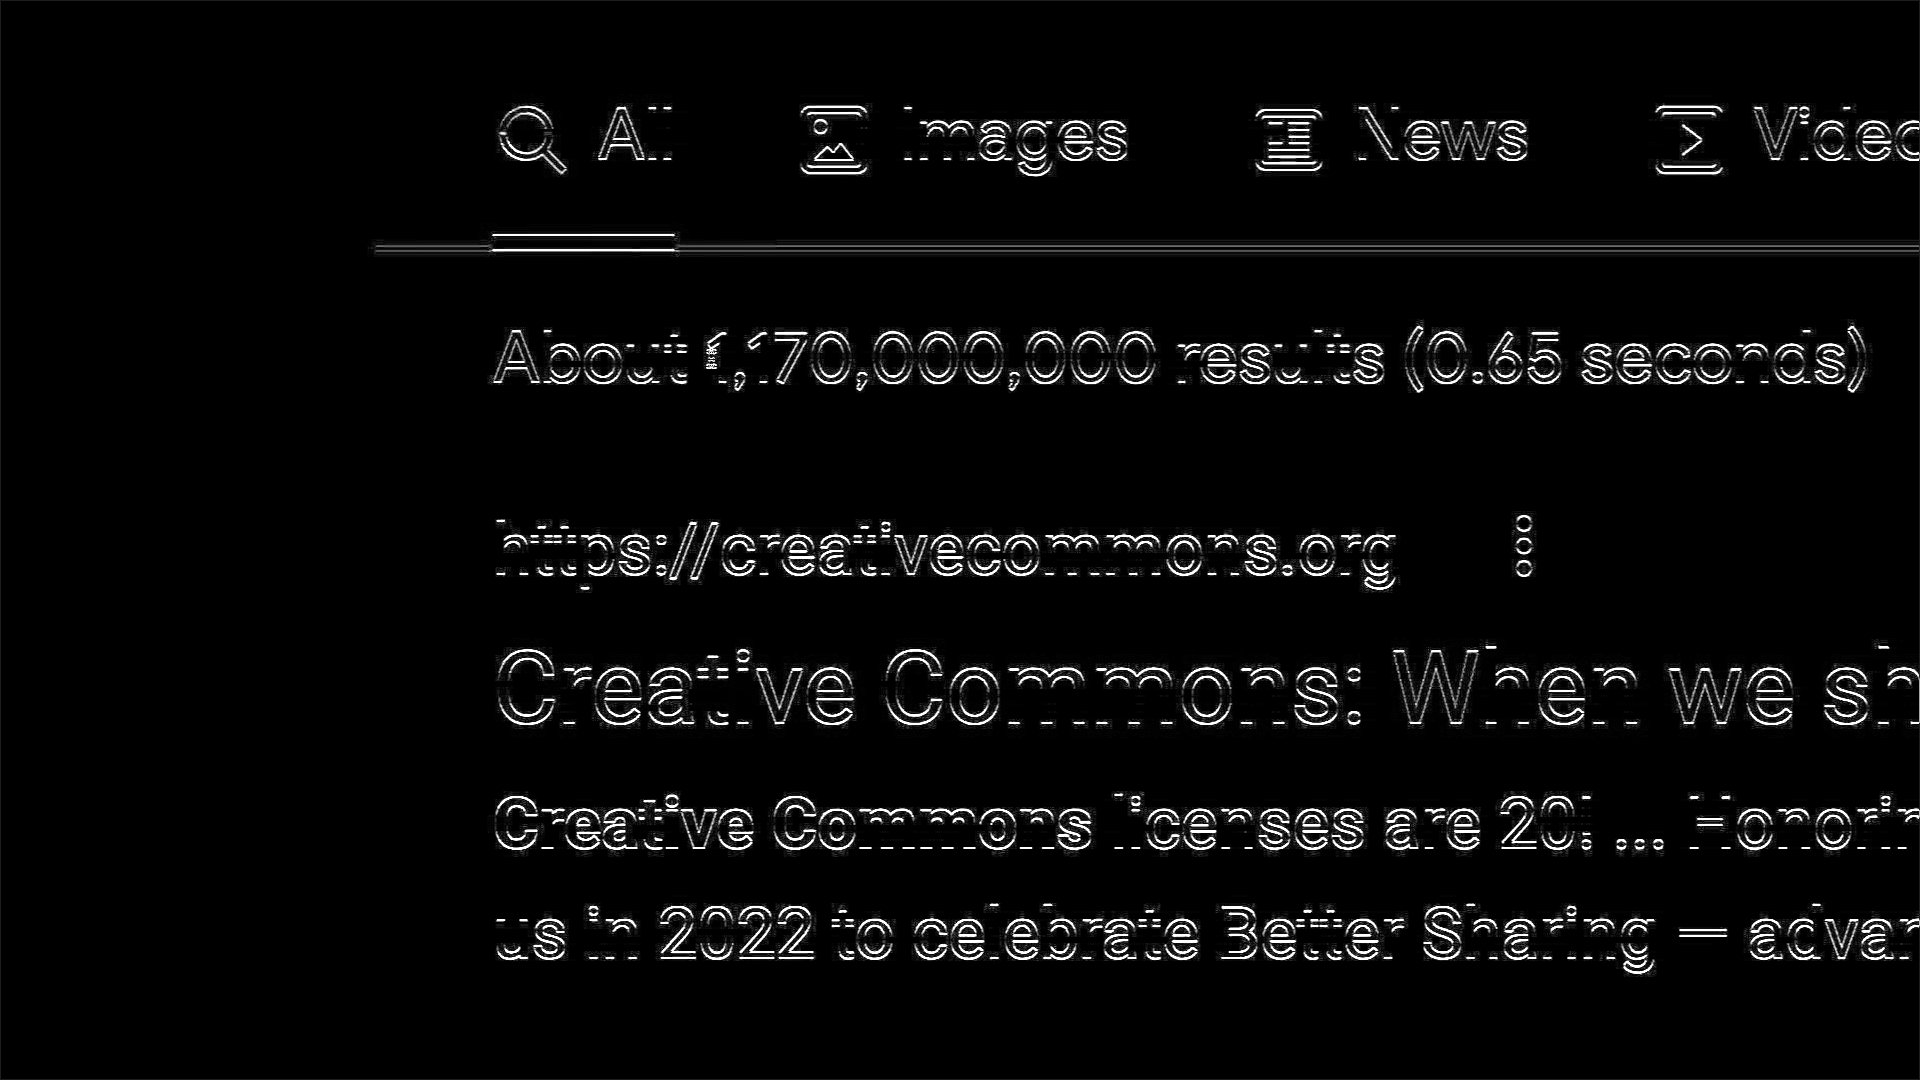 All Images News Video
About 1,170,000,000 results (0.65 seconds)
https://creativecommons.org
Creative Commons: When we sh
Creative Commons licenses are 20! ... Honorin
us in 2022 to celebrate Better Sharing — advan